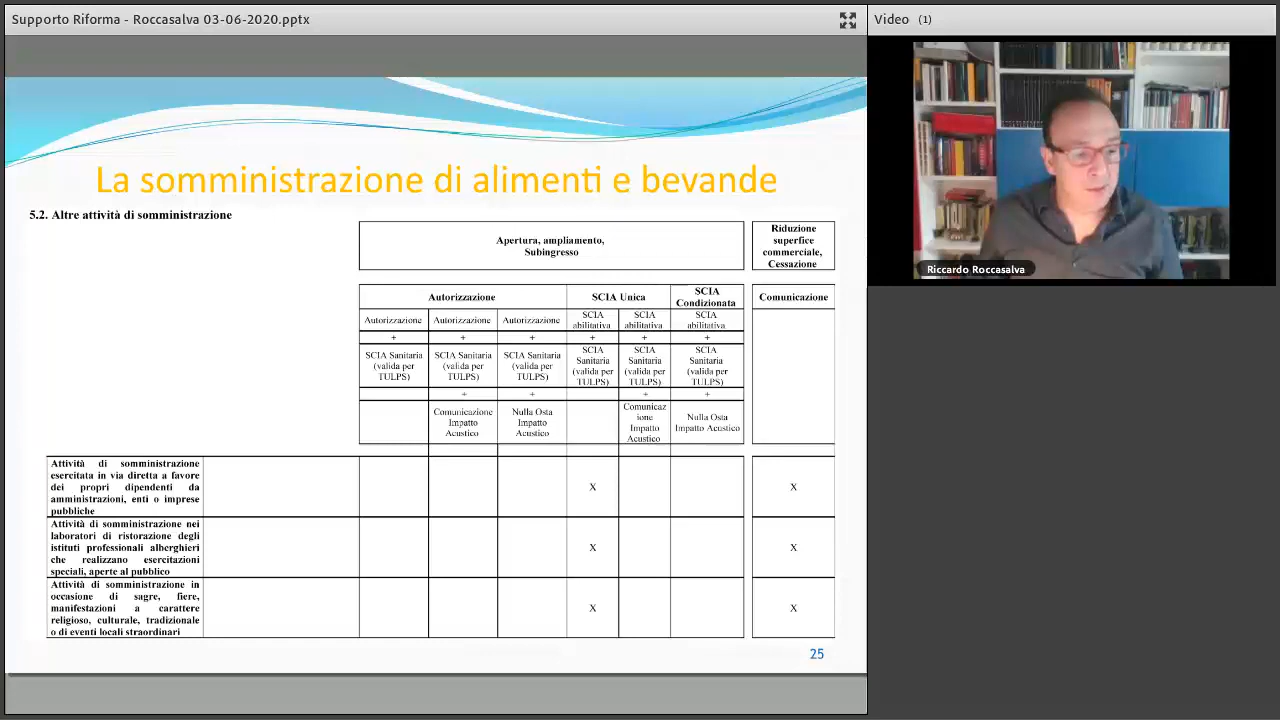 Supporto Riforma - Roccasalva 03-06-2020.pptx
Video (1)
Riccardo Roccasalva
La somministrazione di alimenti e bevande
5.2. Altre attività di somministrazione
Apertura, ampliamento,
Subingresso
Riduzione
superfice
commerciale,
Cessazione
Autorizzazione
SCIA Unica
SCIA
Condizionata
Comunicazione
Autorizzazione
Autorizzazione
Autorizzazione
SCIA
abilitativa
SCIA
abilitativa
SCIA
abilitativa
+
+
+
+
+
+
SCIA Sanitaria
(valida per
TULPS)
SCIA Sanitaria
(valida per
TULPS)
SCIA Sanitaria
(valida per
TULPS)
SCIA
Sanitaria
(valida per
TULPS)
SCIA
Sanitaria
(valida per
TULPS)
SCIA
Sanitaria
(valida per
TULPS)
+
+
+
+
Comunicazione
Impatto
Acustico
Nulla Osta
Impatto
Acustico
Comunicaz
ione
Impatto
Acustico
Nulla Osta
Impatto Acustico
Attività di somministrazione
esercitata in via diretta a favore
dei propri dipendenti da
amministrazioni, enti o imprese
pubbliche
X
X
Attività di somministrazione nei
laboratori di ristorazione degli
istituti professionali alberghieri
che realizzano esercitazioni
speciali, aperte al pubblico
X
X
Attività di somministrazione in
occasione di sagre, fiere,
manifestazioni a carattere
religioso, culturale, tradizionale
o di eventi locali straordinari
X
X
25